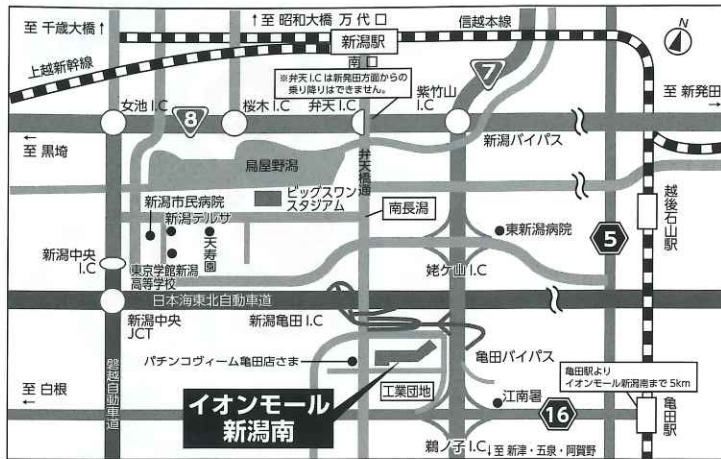 至 千歳大橋↑
↑至 昭和大橋 万代口
信越本線
N
新潟駅
上越新幹線
南口
※弁天I.Cは新発田方面からの
乗り降りはできません。
7
紫竹山
I.C
至 新発田
→
女池 I.C
8
桜木 I.C
弁天 I.C
新潟バイパス
←
至 黒埼
鳥屋野潟
弁天橋通
ビッグスワン
スタジアム
新潟市民病院
新潟テルサ
南長潟
越後石山駅
天寿園
東新潟病院
5
新潟中央
I.C
東京学館新潟
高等学校
姥ケ山 I.C
日本海東北自動車道
新潟中央
JCT
新潟亀田 I.C
亀田バイパス
パチンコヴィーム亀田店さま
亀田駅より
イオンモール新潟南まで5km
磐越自動車道
至 白根
←
工業団地
江南署
イオンモール
新潟南
16
亀田駅
鵜ノ子 I.C
↓至 新津・五泉・阿賀野